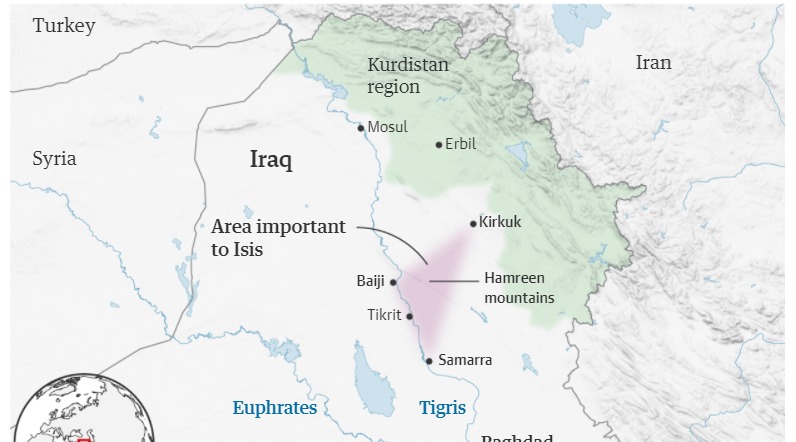 Turkey
Kurdistan
region
Iran
Mosul
Erbil
Syria
Iraq
Area important
to Isis
Kirkuk
Baiji
Hamreen
mountains
Tikrit
Samarra
Euphrates
Tigris
Baghdad